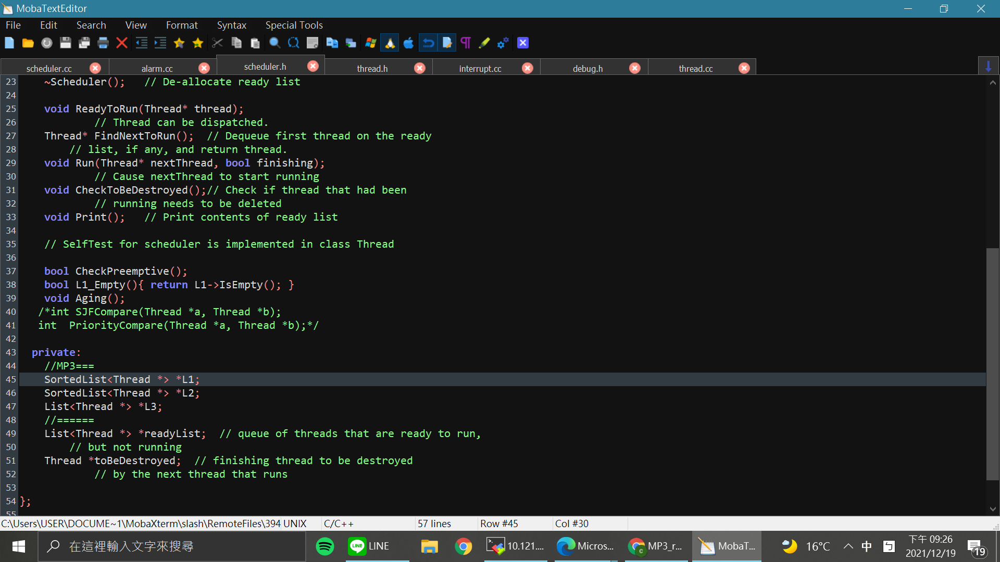 MobaTextEditor
File Edit Search View Format Syntax Special Tools
scheduler.cc alarm.cc scheduler.h thread.h interrupt.cc debug.h thread.cc
23 ~Scheduler(); // De-allocate ready list
24
25 void ReadyToRun(Thread* thread);
26 // Thread can be dispatched.
27 Thread* FindNextToRun(); // Dequeue first thread on the ready
28 // list, if any, and return thread.
29 void Run(Thread* nextThread, bool finishing);
30 // Cause nextThread to start running
31 void CheckToBeDestroyed();// Check if thread that had been
32 // running needs to be deleted
33 void Print(); // Print contents of ready list
34
35 // SelfTest for scheduler is implemented in class Thread
36
37 bool CheckPreemptive();
38 bool L1_Empty(){ return L1->IsEmpty(); }
39 void Aging();
40 /*int SJFCompare(Thread *a, Thread *b);
41 int PriorityCompare(Thread *a, Thread *b);*/
42
43 private:
44 //MP3===
45 SortedList<Thread *> *L1;
46 SortedList<Thread *> *L2;
47 List<Thread *> *L3;
48 //======
49 List<Thread *> *readyList; // queue of threads that are ready to run,
50 // but not running
51 Thread *toBeDestroyed; // finishing thread to be destroyed
52 // by the next thread that runs
53
54 };
55
C:\Users\USER\DOCUME~1\MobaXterm\slash\RemoteFiles\394 UNIX C/C++ 57 lines Row #45 Col #30
在這裡輸入文字來搜尋 LINE LINE 10.121.... Micros... MP3_r... MobaT... 16°C 中 ㄅ 下午 09:26
2021/12/19 19